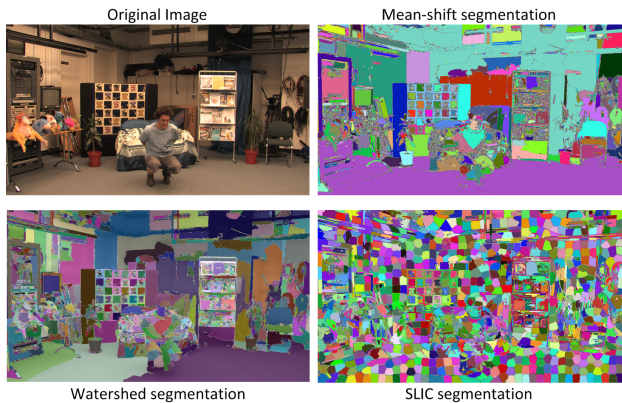 Original Image
Mean-shift segmentation
Watershed segmentation
SLIC segmentation